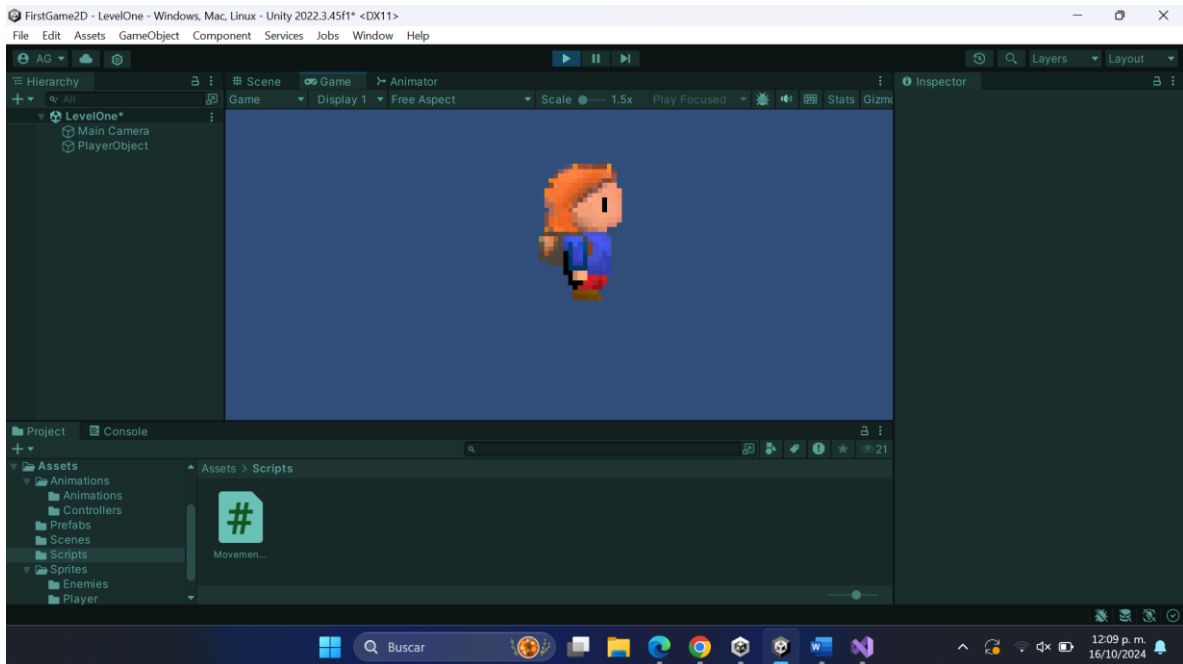 FirstGame2D - LevelOne - Windows, Mac, Linux - Unity 2022.3.45f1* <DX11>
File Edit Assets GameObject Component Services Jobs Window Help
AG Layers Layout
Hierarchy Scene Game Animator Inspector
All Game Display 1 Free Aspect Scale 1.5x Play Focused Stats Gizmo
LevelOne*
Main Camera
PlayerObject
Project Console
21
Assets Assets > Scripts
Animations
Animations
Controllers
Prefabs
Scenes
Scripts Movemen...
Sprites
Enemies
Player
Buscar 12:09 p. m.
16/10/2024